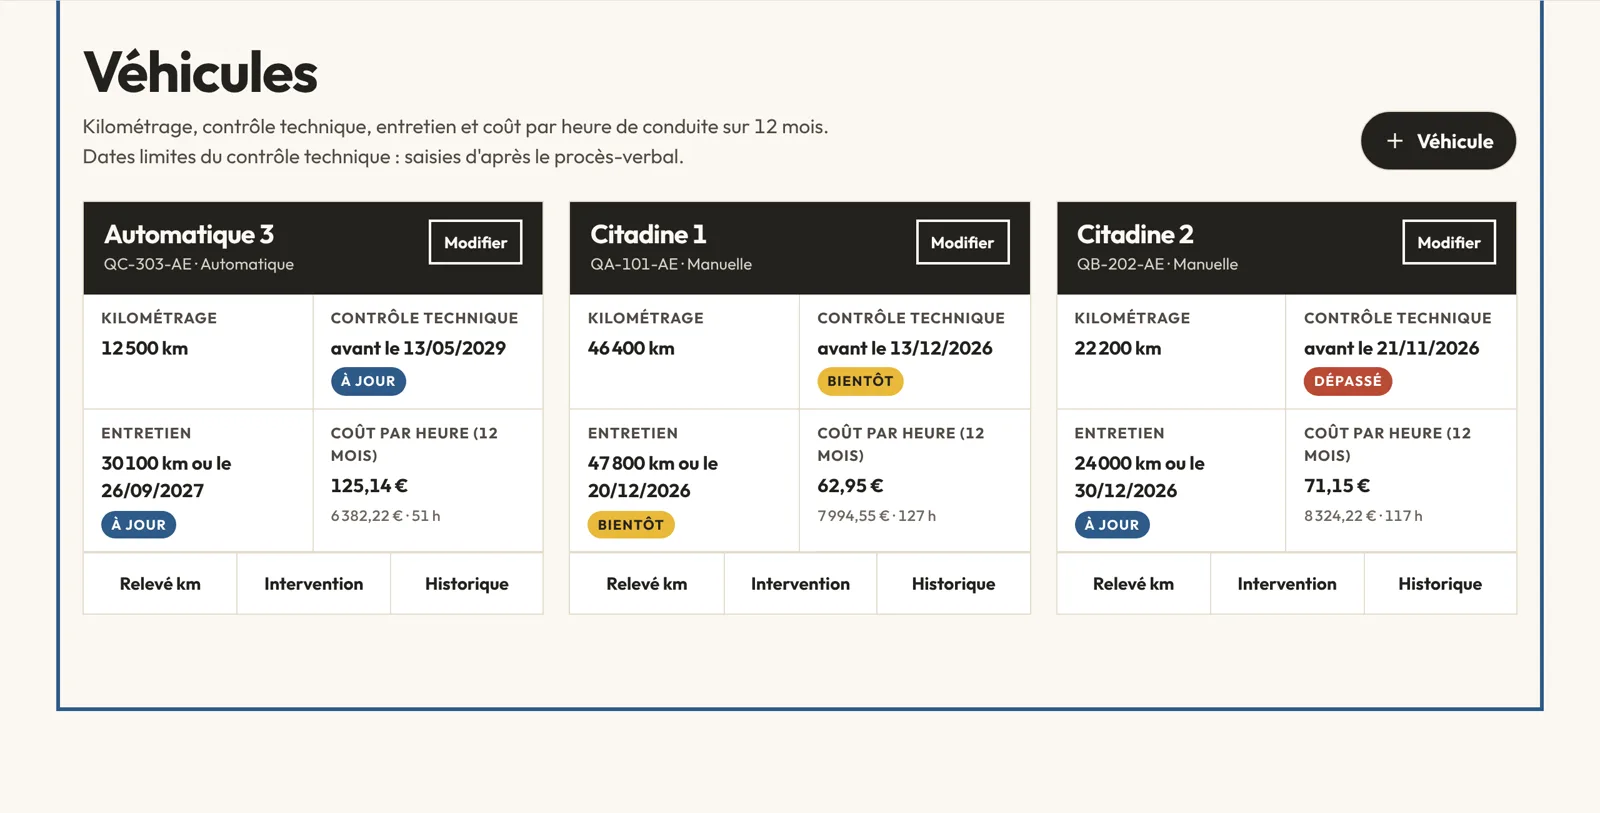 Véhicules
Kilométrage, contrôle technique, entretien et coût par heure de conduite sur 12 mois.
Dates limites du contrôle technique : saisies d'après le procès-verbal.
+ Véhicule
Automatique 3
Modifier
QC-303-AE · Automatique
KILOMÉTRAGE
12 500 km
CONTRÔLE TECHNIQUE
avant le 13/05/2029
À JOUR
ENTRETIEN
30 100 km ou le
26/09/2027
À JOUR
COÛT PAR HEURE (12
MOIS)
125,14 €
6 382,22 € · 51 h
Relevé km
Intervention
Historique
Citadine 1
Modifier
QA-101-AE · Manuelle
KILOMÉTRAGE
46 400 km
CONTRÔLE TECHNIQUE
avant le 13/12/2026
BIENTÔT
ENTRETIEN
47 800 km ou le
20/12/2026
BIENTÔT
COÛT PAR HEURE (12
MOIS)
62,95 €
7 994,55 € · 127 h
Relevé km
Intervention
Historique
Citadine 2
Modifier
QB-202-AE · Manuelle
KILOMÉTRAGE
22 200 km
CONTRÔLE TECHNIQUE
avant le 21/11/2026
DÉPASSÉ
ENTRETIEN
24 000 km ou le
30/12/2026
À JOUR
COÛT PAR HEURE (12
MOIS)
71,15 €
8 324,22 € · 117 h
Relevé km
Intervention
Historique